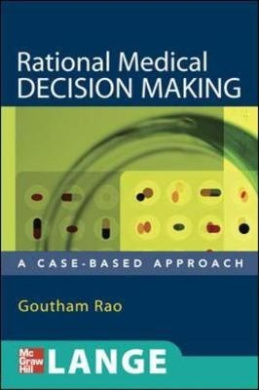 Rational Medical
DECISION MAKING
A CASE-BASED APPROACH
Goutham Rao
Mc
Graw
Hill
LANGE